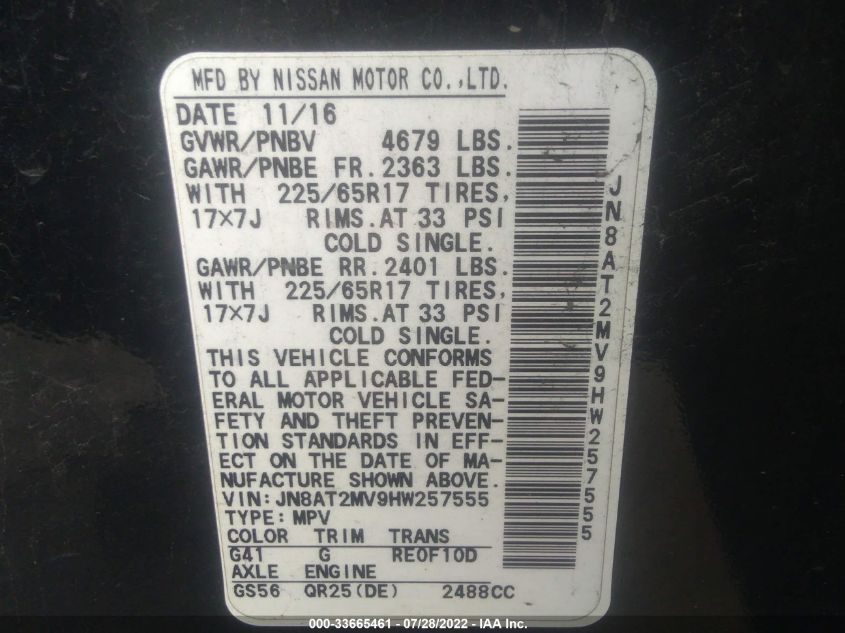 MFD BY NISSAN MOTOR CO.,LTD.
DATE 11/16
GVWR/PNBV 4679 LBS.
GAWR/PNBE FR. 2363 LBS.
WITH 225/65R17 TIRES,
17X7J RIMS. AT 33 PSI
COLD SINGLE.
GAWR/PNBE RR. 2401 LBS.
WITH 225/65R17 TIRES,
17X7J RIMS. AT 33 PSI
COLD SINGLE.
THIS VEHICLE CONFORMS
TO ALL APPLICABLE FED-
ERAL MOTOR VEHICLE SA-
FETY AND THEFT PREVEN-
TION STANDARDS IN EFF-
ECT ON THE DATE OF MA-
NUFACTURE SHOWN ABOVE.
VIN: JN8AT2MV9HW257555
TYPE: MPV
COLOR TRIM TRANS
G41 G RE0F10D
AXLE ENGINE
GS56 QR25(DE) 2488CC
JN8AT2MV9HW257555
000-33665461 - 07/28/2022 - IAA Inc.